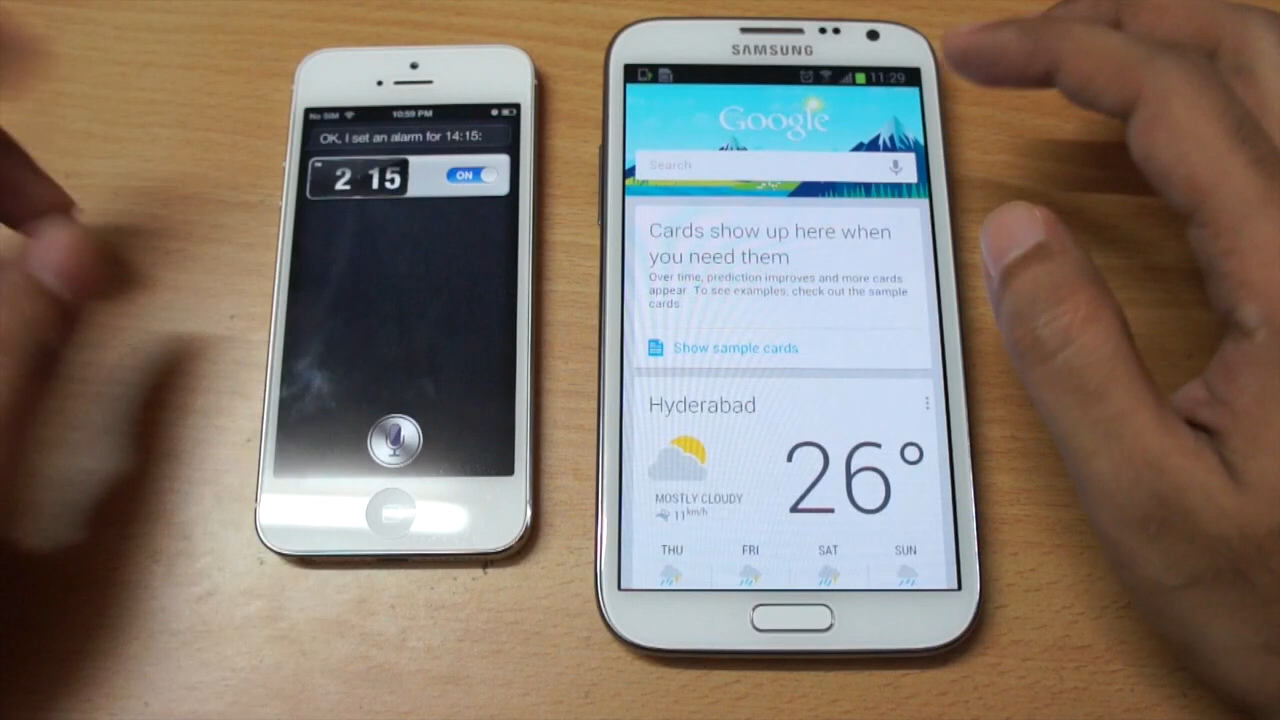 No SIM 10:59 PM
OK, I set an alarm for 14:15:
PM
2 15
ON
SAMSUNG
11:29
Google
Search
Cards show up here when
you need them
Over time, prediction improves and more cards
appear. To see examples, check out the sample
cards.
Show sample cards
Hyderabad
26°
MOSTLY CLOUDY
11 km/h
THU FRI SAT SUN